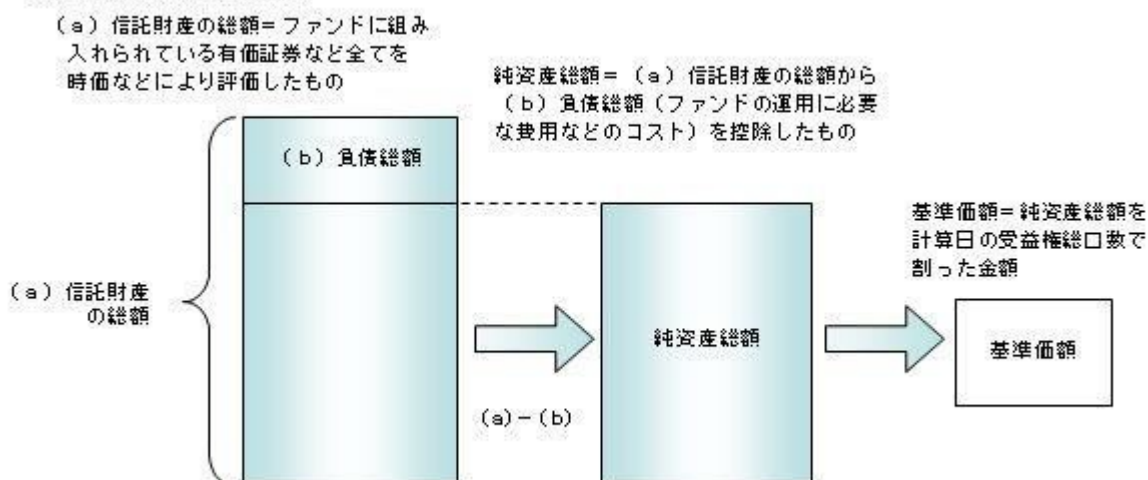 (a)信託財産の総額=ファンドに組み
入れられている有価証券など全てを
時価などにより評価したもの
純資産総額=(a)信託財産の総額から
(b)負債総額(ファンドの運用に必要
な費用などのコスト)を控除したもの
(b)負債総額
基準価額=純資産総額を
計算日の受益権総口数で
割った金額
(a)信託財産
の総額
純資産総額
基準価額
(a)-(b)